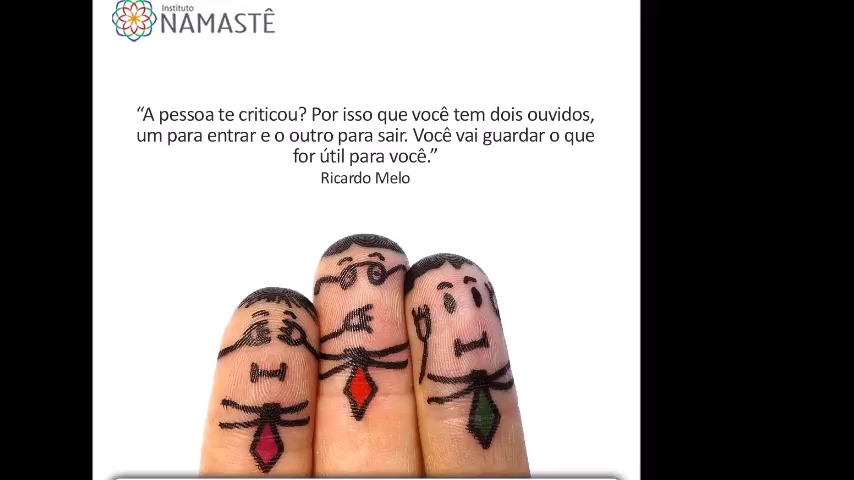 Instituto
NAMASTÊ
“A pessoa te criticou? Por isso que você tem dois ouvidos,
um para entrar e o outro para sair. Você vai guardar o que
for útil para você.”
Ricardo Melo